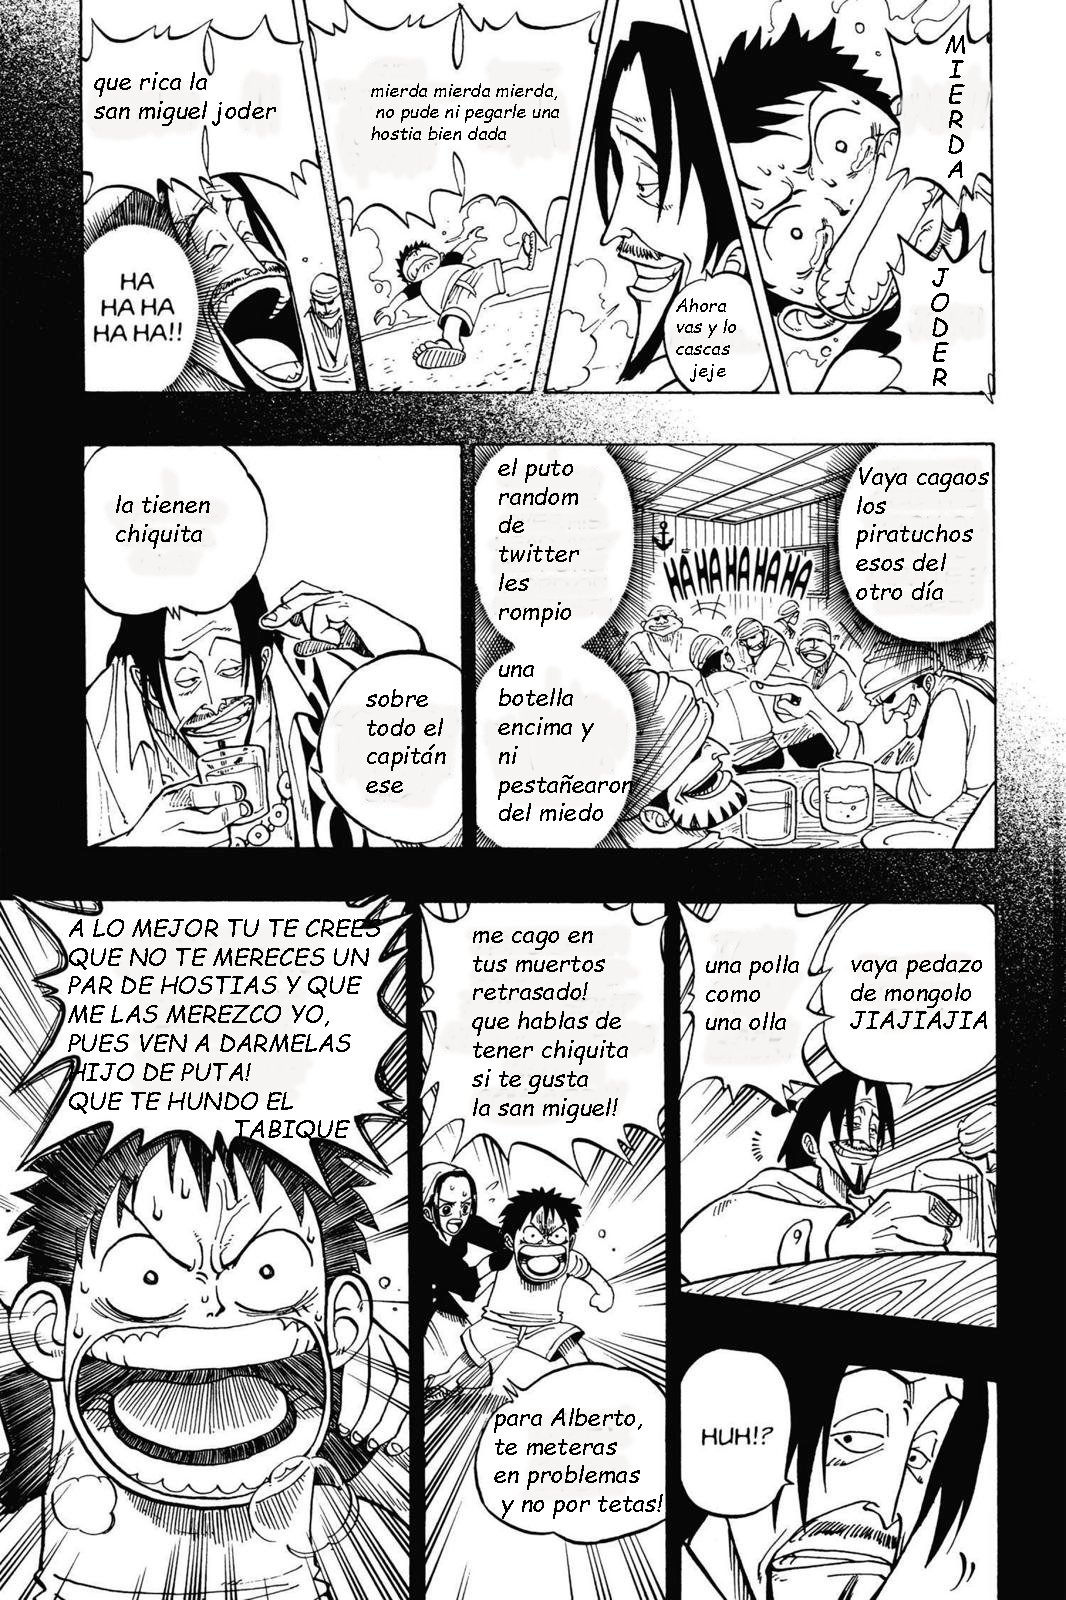 MIERDA
JODER
Ahora
vas y lo
cascas
jeje
mierda mierda mierda,
no pude ni pegarle una
hostia bien dada
que rica la
san miguel joder
HA
HA HA
HA HA!!
Vaya cagaos
los
piratuchos
esos del
otro día
HA HA HA HA HA HA
el puto
random
de
twitter
les
rompio
una
botella
encima y
ni
pestañearon
del miedo
la tienen
chiquita
sobre
todo el
capitán
ese
vaya pedazo
de mongolo
JIAJIAJIA
una polla
como
una olla
HUH!?
me cago en
tus muertos
retrasado!
que hablas de
tener chiquita
si te gusta
la san miguel!
para Alberto,
te meteras
en problemas
y no por tetas!
A LO MEJOR TU TE CREES
QUE NO TE MERECES UN
PAR DE HOSTIAS Y QUE
ME LAS MEREZCO YO,
PUES VEN A DARMELAS
HIJO DE PUTA!
QUE TE HUNDO EL
TABIQUE